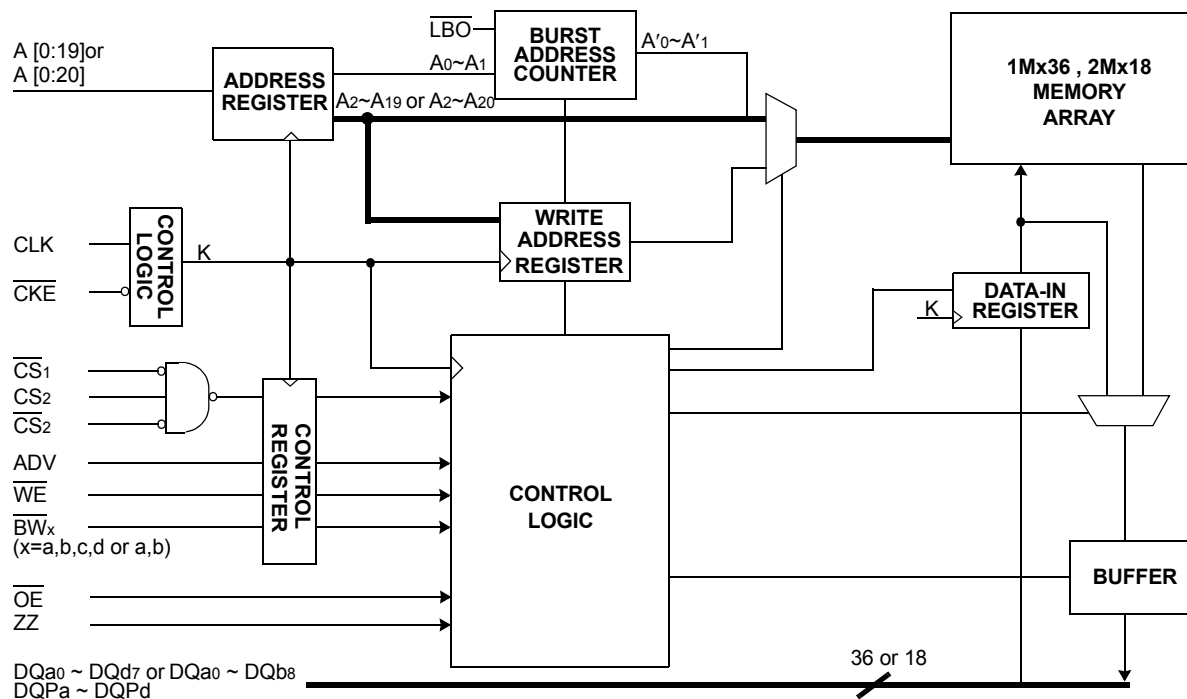 A [0:19]or
A [0:20]
ADDRESS
REGISTER
LBO
A0~A1
BURST
ADDRESS
COUNTER
A′0~A′1
A2~A19 or A2~A20
1Mx36 , 2Mx18
MEMORY
ARRAY
WRITE
ADDRESS
REGISTER
CLK
CKE
CONTROL
LOGIC
K
K
DATA-IN
REGISTER
CS1
CS2
CS2
ADV
WE
BWx
(x=a,b,c,d or a,b)
CONTROL
REGISTER
CONTROL
LOGIC
BUFFER
OE
ZZ
DQa0 ~ DQd7 or DQa0 ~ DQb8
DQPa ~ DQPd
36 or 18